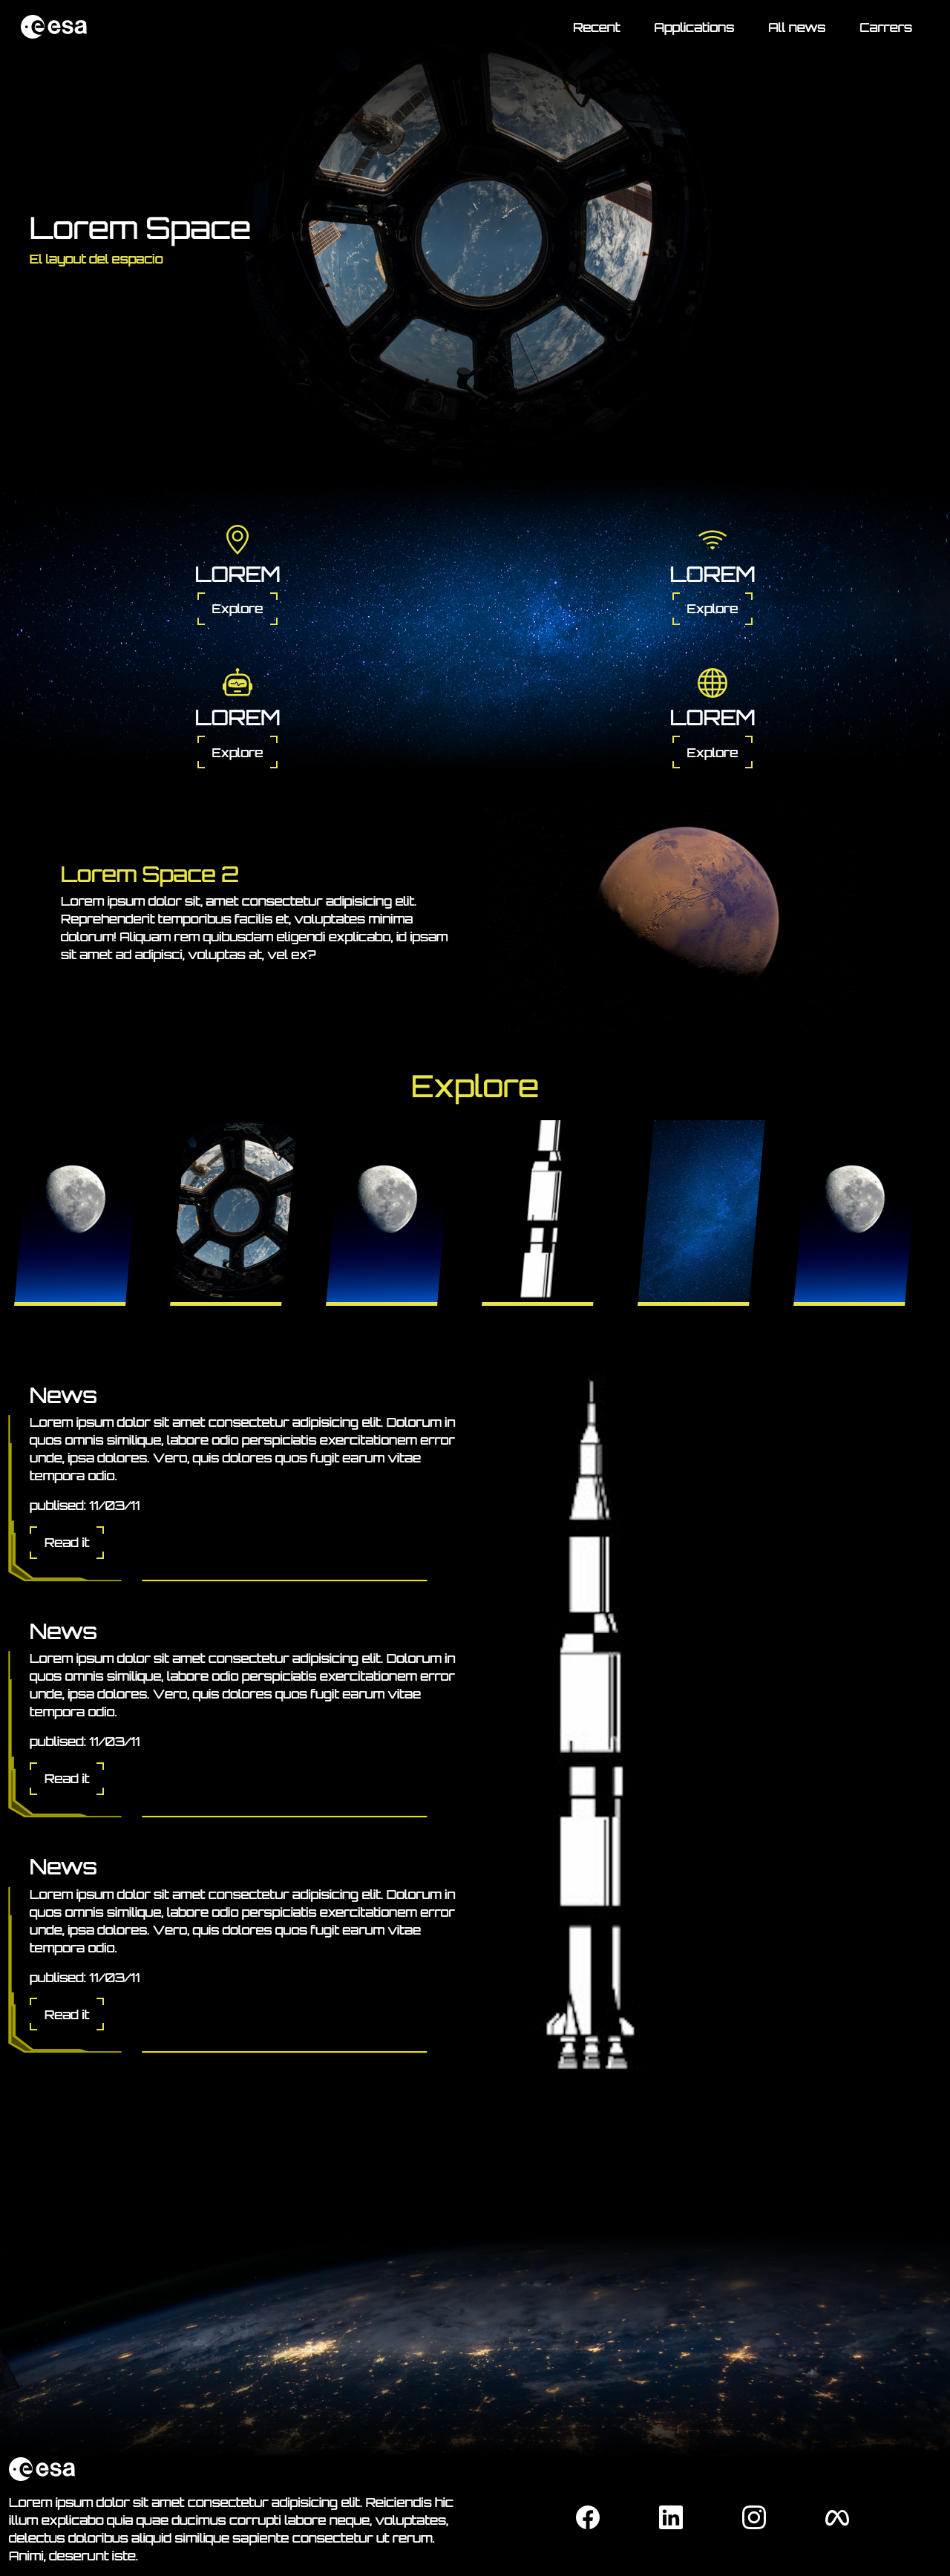 esa
Recent Applications All news Carrers
Lorem Space
El layout del espacio
LOREM
Explore
LOREM
Explore
LOREM
Explore
LOREM
Explore
Lorem Space 2
Lorem ipsum dolor sit, amet consectetur adipisicing elit.
Reprehenderit temporibus facilis et, voluptates minima
dolorum! Aliquam rem quibusdam eligendi explicabo, id ipsam
sit amet ad adipisci, voluptas at, vel ex?
Explore
News
Lorem ipsum dolor sit amet consectetur adipisicing elit. Dolorum in
quos omnis similique, labore odio perspiciatis exercitationem error
unde, ipsa dolores. Vero, quis dolores quos fugit earum vitae
tempora odio.
publised: 11/03/11
Read it
News
Lorem ipsum dolor sit amet consectetur adipisicing elit. Dolorum in
quos omnis similique, labore odio perspiciatis exercitationem error
unde, ipsa dolores. Vero, quis dolores quos fugit earum vitae
tempora odio.
publised: 11/03/11
Read it
News
Lorem ipsum dolor sit amet consectetur adipisicing elit. Dolorum in
quos omnis similique, labore odio perspiciatis exercitationem error
unde, ipsa dolores. Vero, quis dolores quos fugit earum vitae
tempora odio.
publised: 11/03/11
Read it
esa
Lorem ipsum dolor sit amet consectetur adipisicing elit. Reiciendis hic
illum explicabo quia quae ducimus corrupti labore neque, voluptates,
delectus doloribus aliquid similique sapiente consectetur ut rerum.
Animi, deserunt iste.